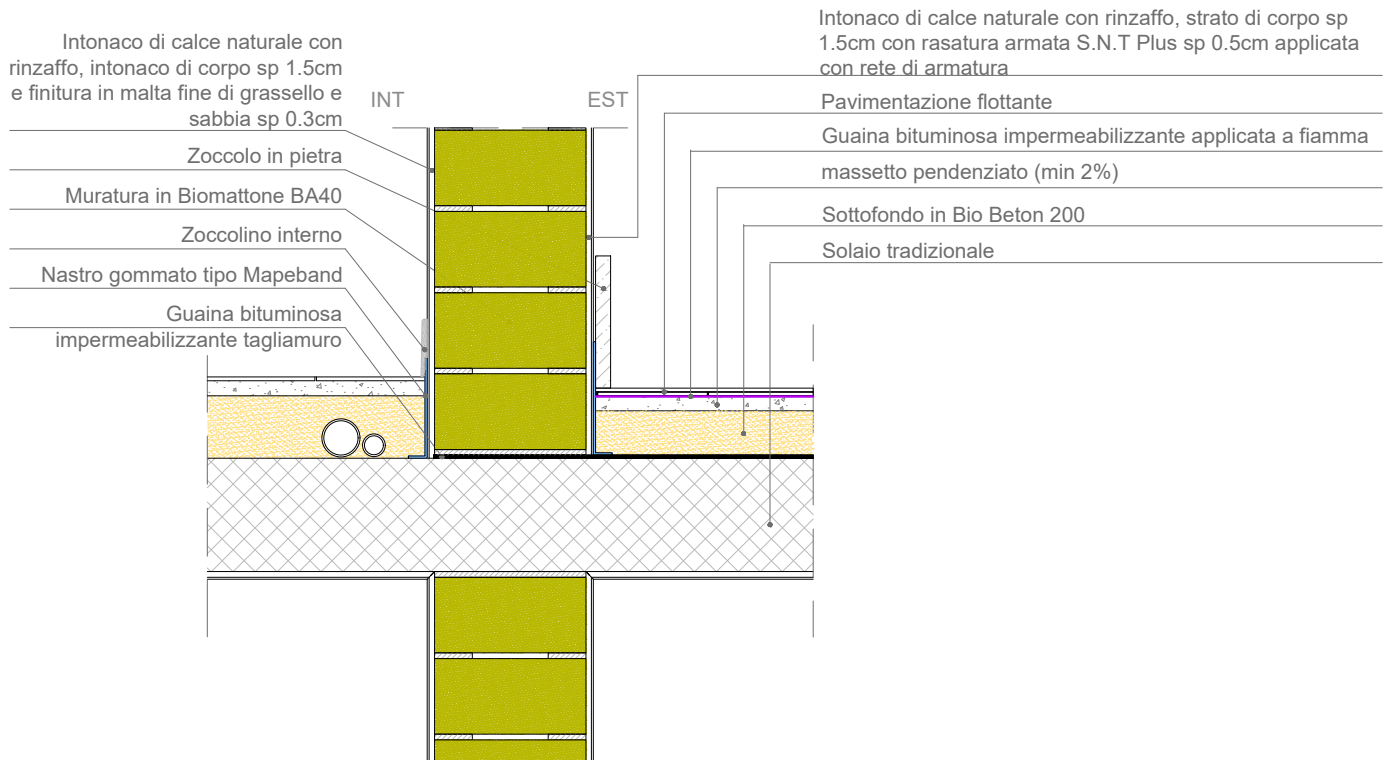 Intonaco di calce naturale con
rinzaffo, intonaco di corpo sp 1.5cm
e finitura in malta fine di grassello e
sabbia sp 0.3cm
Zoccolo in pietra
Muratura in Biomattone BA40
Zoccolino interno
Nastro gommato tipo Mapeband
Guaina bituminosa
impermeabilizzante tagliamuro
INT
EST
Intonaco di calce naturale con rinzaffo, strato di corpo sp
1.5cm con rasatura armata S.N.T Plus sp 0.5cm applicata
con rete di armatura
Pavimentazione flottante
Guaina bituminosa impermeabilizzante applicata a fiamma
massetto pendenziato (min 2%)
Sottofondo in Bio Beton 200
Solaio tradizionale